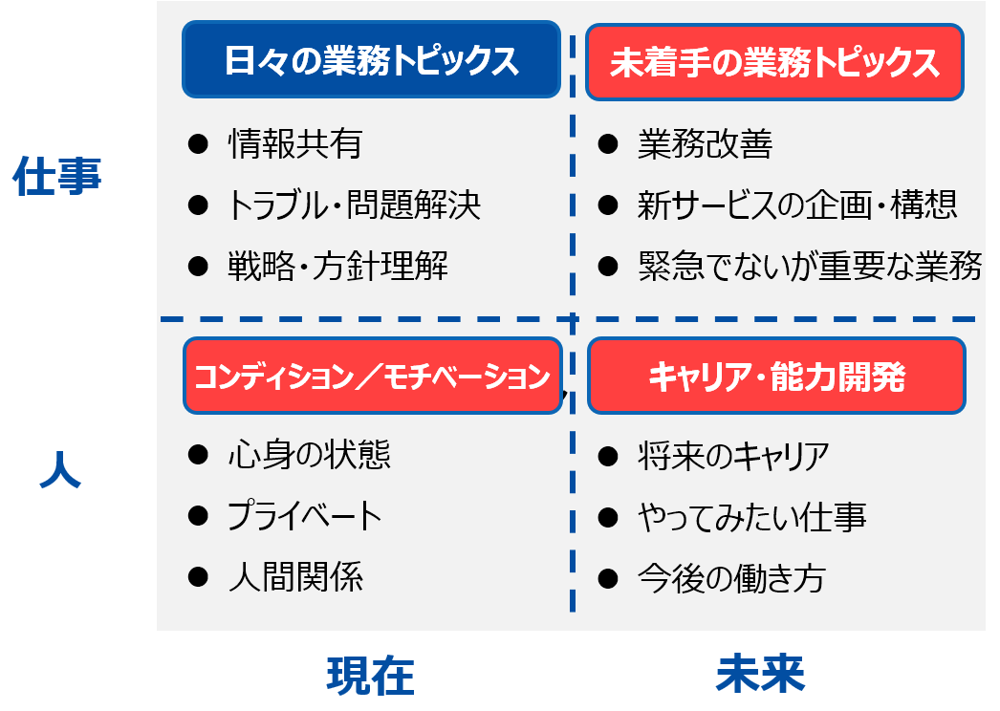 仕事
日々の業務トピックス
● 情報共有
● トラブル・問題解決
● 戦略・方針理解
未着手の業務トピックス
● 業務改善
● 新サービスの企画・構想
● 緊急でないが重要な業務
人
コンディション／モチベーション
● 心身の状態
● プライベート
● 人間関係
キャリア・能力開発
● 将来のキャリア
● やってみたい仕事
● 今後の働き方
現在
未来